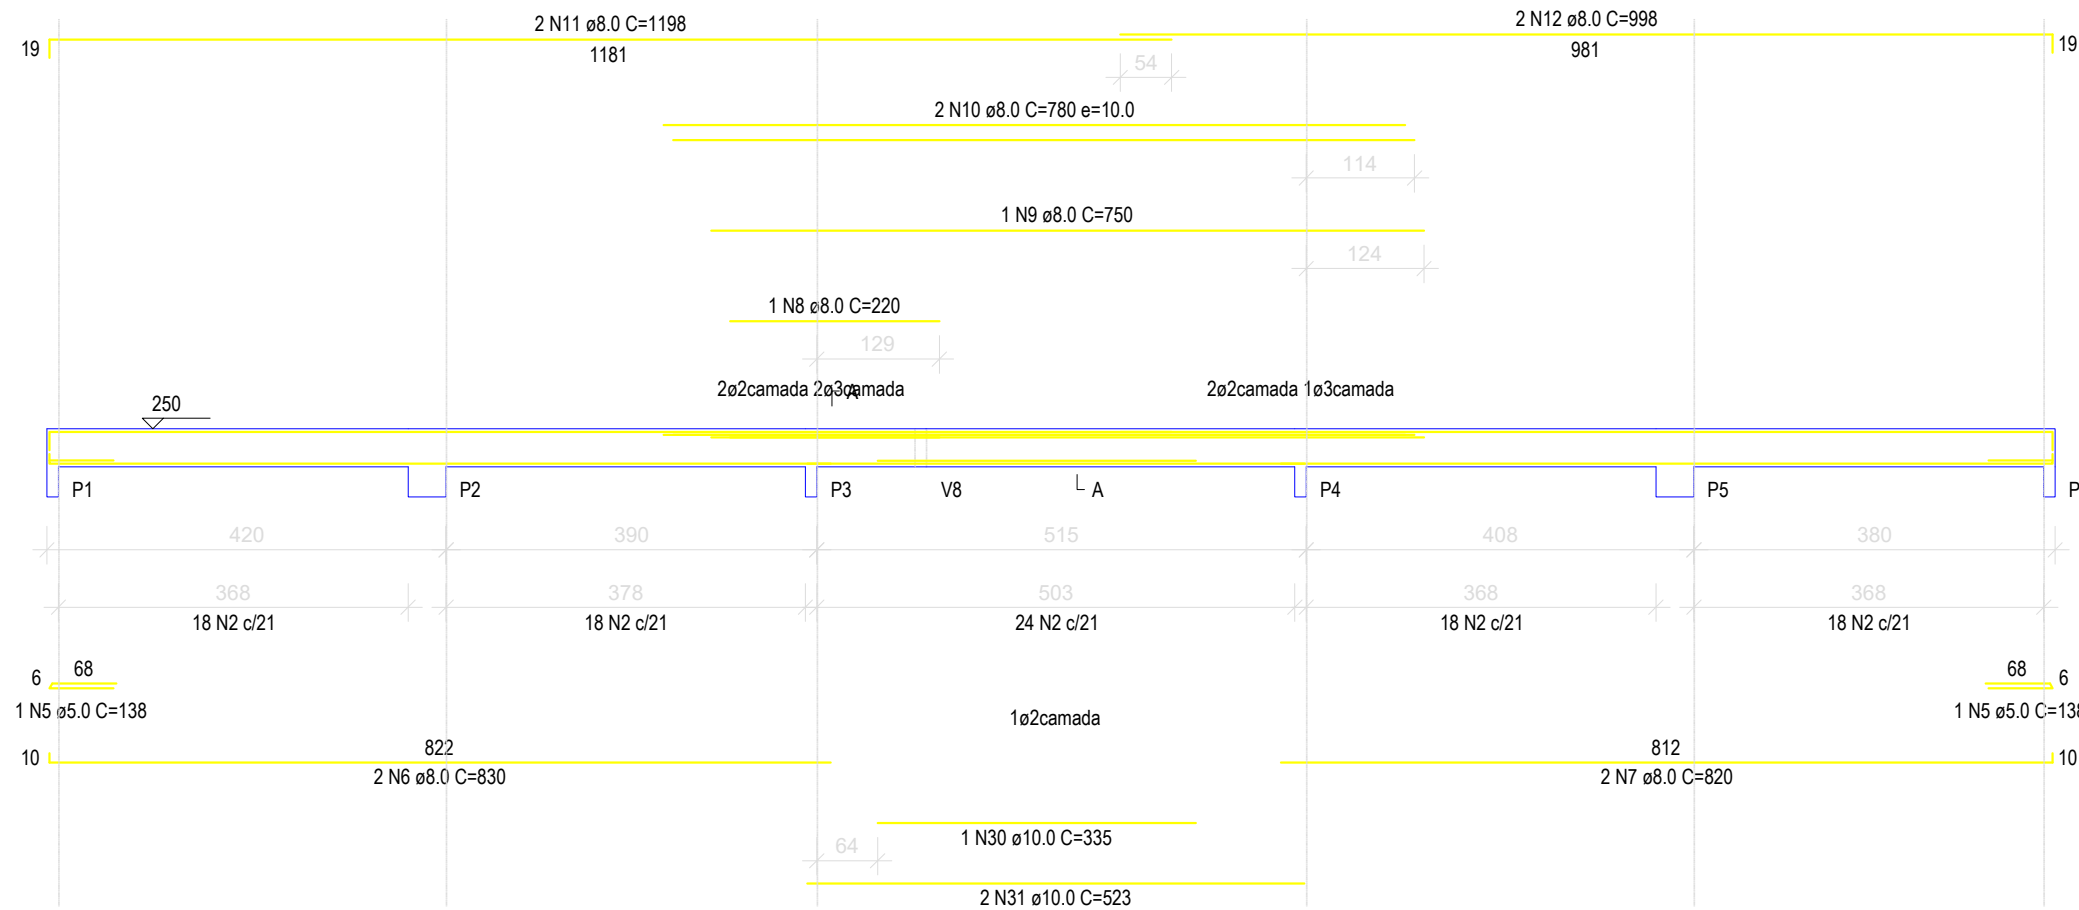 2 N11 ø8.0 C=1198
2 N12 ø8.0 C=998
19
1181
981
19
54
2 N10 ø8.0 C=780 e=10.0
114
1 N9 ø8.0 C=750
124
1 N8 ø8.0 C=220
129
2ø2camada 2ø3camada
A
2ø2camada 1ø3camada
250
P1
P2
P3
V8
A
P4
P5
P
420
390
515
408
380
368
378
503
368
368
18 N2 c/21
18 N2 c/21
24 N2 c/21
18 N2 c/21
18 N2 c/21
6
68
68
6
1 N5 ø5.0 C=138
1 N5 ø5.0 C=138
1ø2camada
10
822
812
10
2 N6 ø8.0 C=830
2 N7 ø8.0 C=820
1 N30 ø10.0 C=335
64
2 N31 ø10.0 C=523